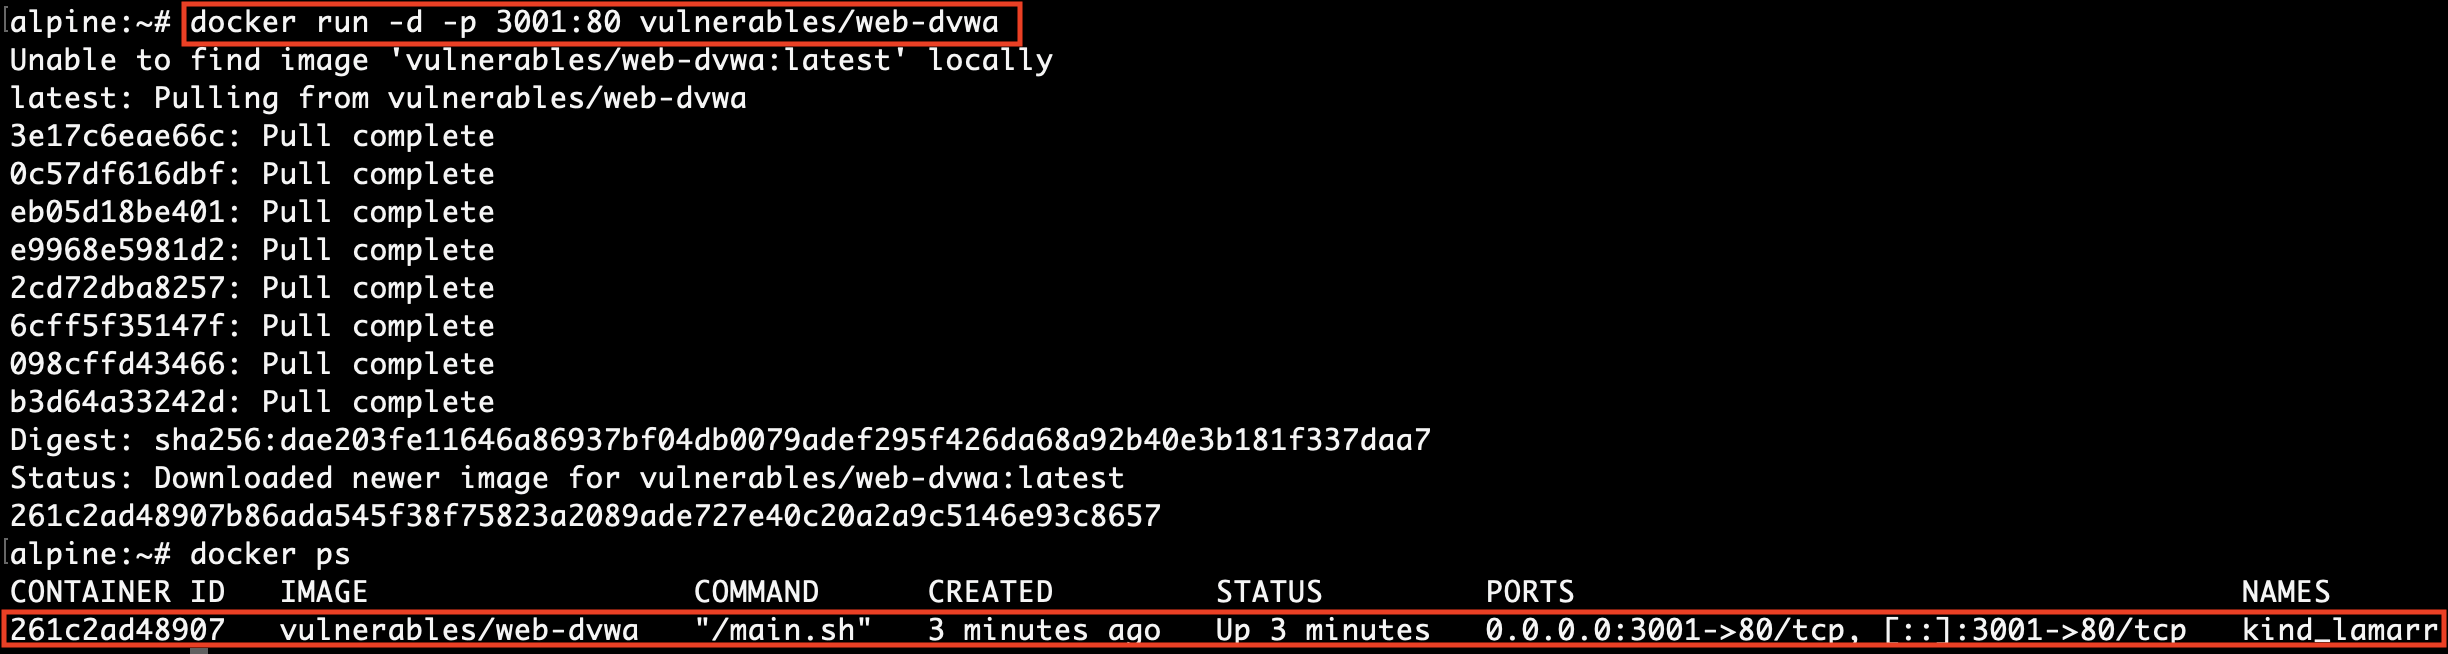 alpine:~# docker run -d -p 3001:80 vulnerables/web-dvwa
Unable to find image 'vulnerables/web-dvwa:latest' locally
latest: Pulling from vulnerables/web-dvwa
3e17c6eae66c: Pull complete
0c57df616dbf: Pull complete
eb05d18be401: Pull complete
e9968e5981d2: Pull complete
2cd72dba8257: Pull complete
6cff5f35147f: Pull complete
098cffd43466: Pull complete
b3d64a33242d: Pull complete
Digest: sha256:dae203fe11646a86937bf04db0079adef295f426da68a92b40e3b181f337daa7
Status: Downloaded newer image for vulnerables/web-dvwa:latest
261c2ad48907b86ada545f38f75823a2089ade727e40c20a2a9c5146e93c8657
alpine:~# docker ps
CONTAINER ID   IMAGE                  COMMAND      CREATED         STATUS         PORTS                                     NAMES
261c2ad48907   vulnerables/web-dvwa   "/main.sh"   3 minutes ago   Up 3 minutes   0.0.0.0:3001->80/tcp, [::]:3001->80/tcp   kind_lamarr